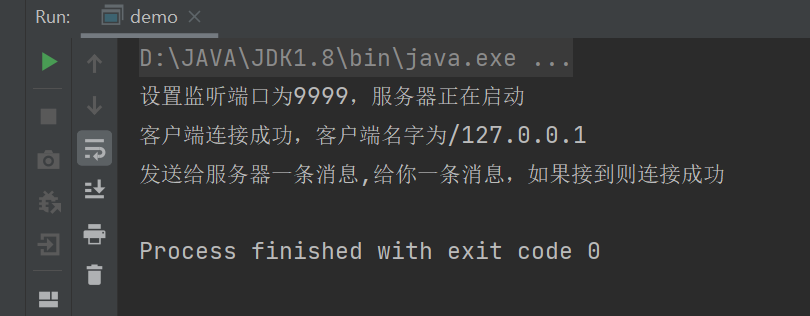 Run: demo
D:\JAVA\JDK1.8\bin\java.exe ...
设置监听端口为9999，服务器正在启动
客户端连接成功，客户端名字为/127.0.0.1
发送给服务器一条消息,给你一条消息，如果接到则连接成功
Process finished with exit code 0